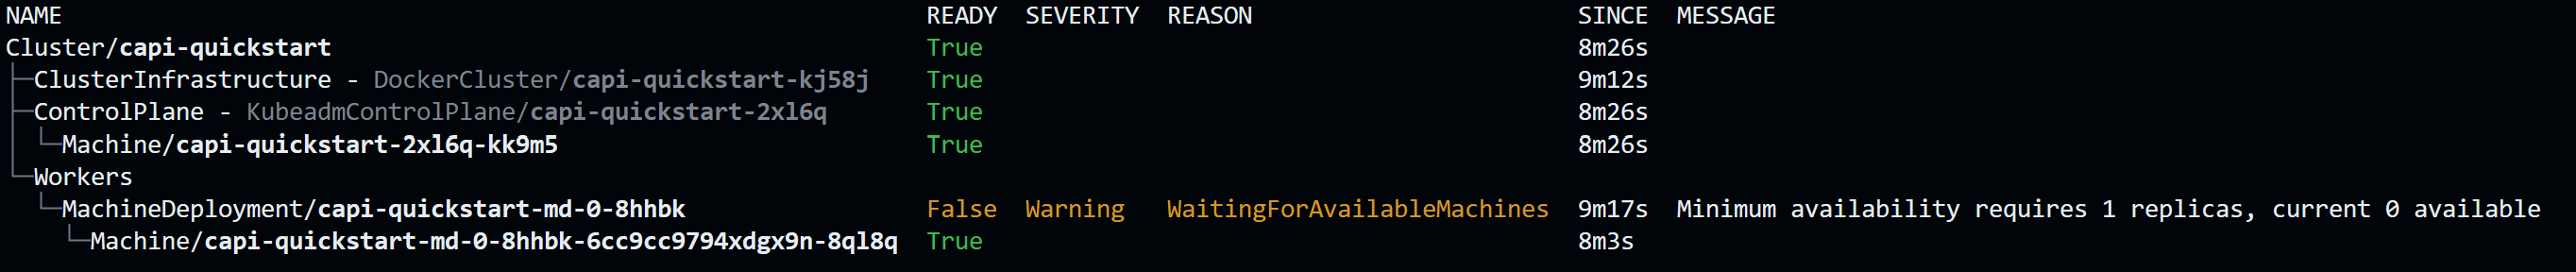 NAME READY SEVERITY REASON SINCE MESSAGE
Cluster/capi-quickstart True 8m26s
├─ClusterInfrastructure - DockerCluster/capi-quickstart-kj58j True 9m12s
├─ControlPlane - KubeadmControlPlane/capi-quickstart-2xl6q True 8m26s
│ └─Machine/capi-quickstart-2xl6q-kk9m5 True 8m26s
└─Workers
└─MachineDeployment/capi-quickstart-md-0-8hhbk False Warning WaitingForAvailableMachines 9m17s Minimum availability requires 1 replicas, current 0 available
└─Machine/capi-quickstart-md-0-8hhbk-6cc9cc9794xdgx9n-8ql8q True 8m3s